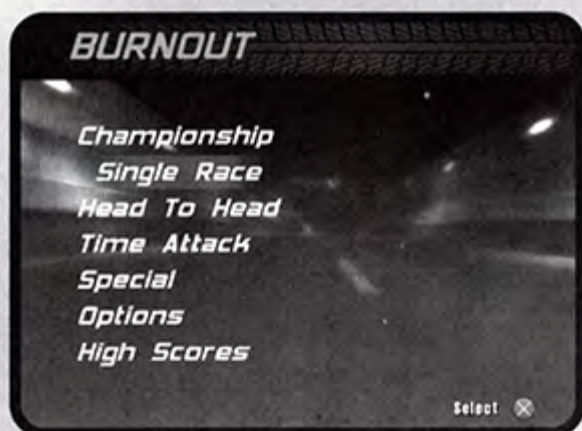 BURNOUT
Championship
Single Race
Head To Head
Time Attack
Special
Options
High Scores
Select